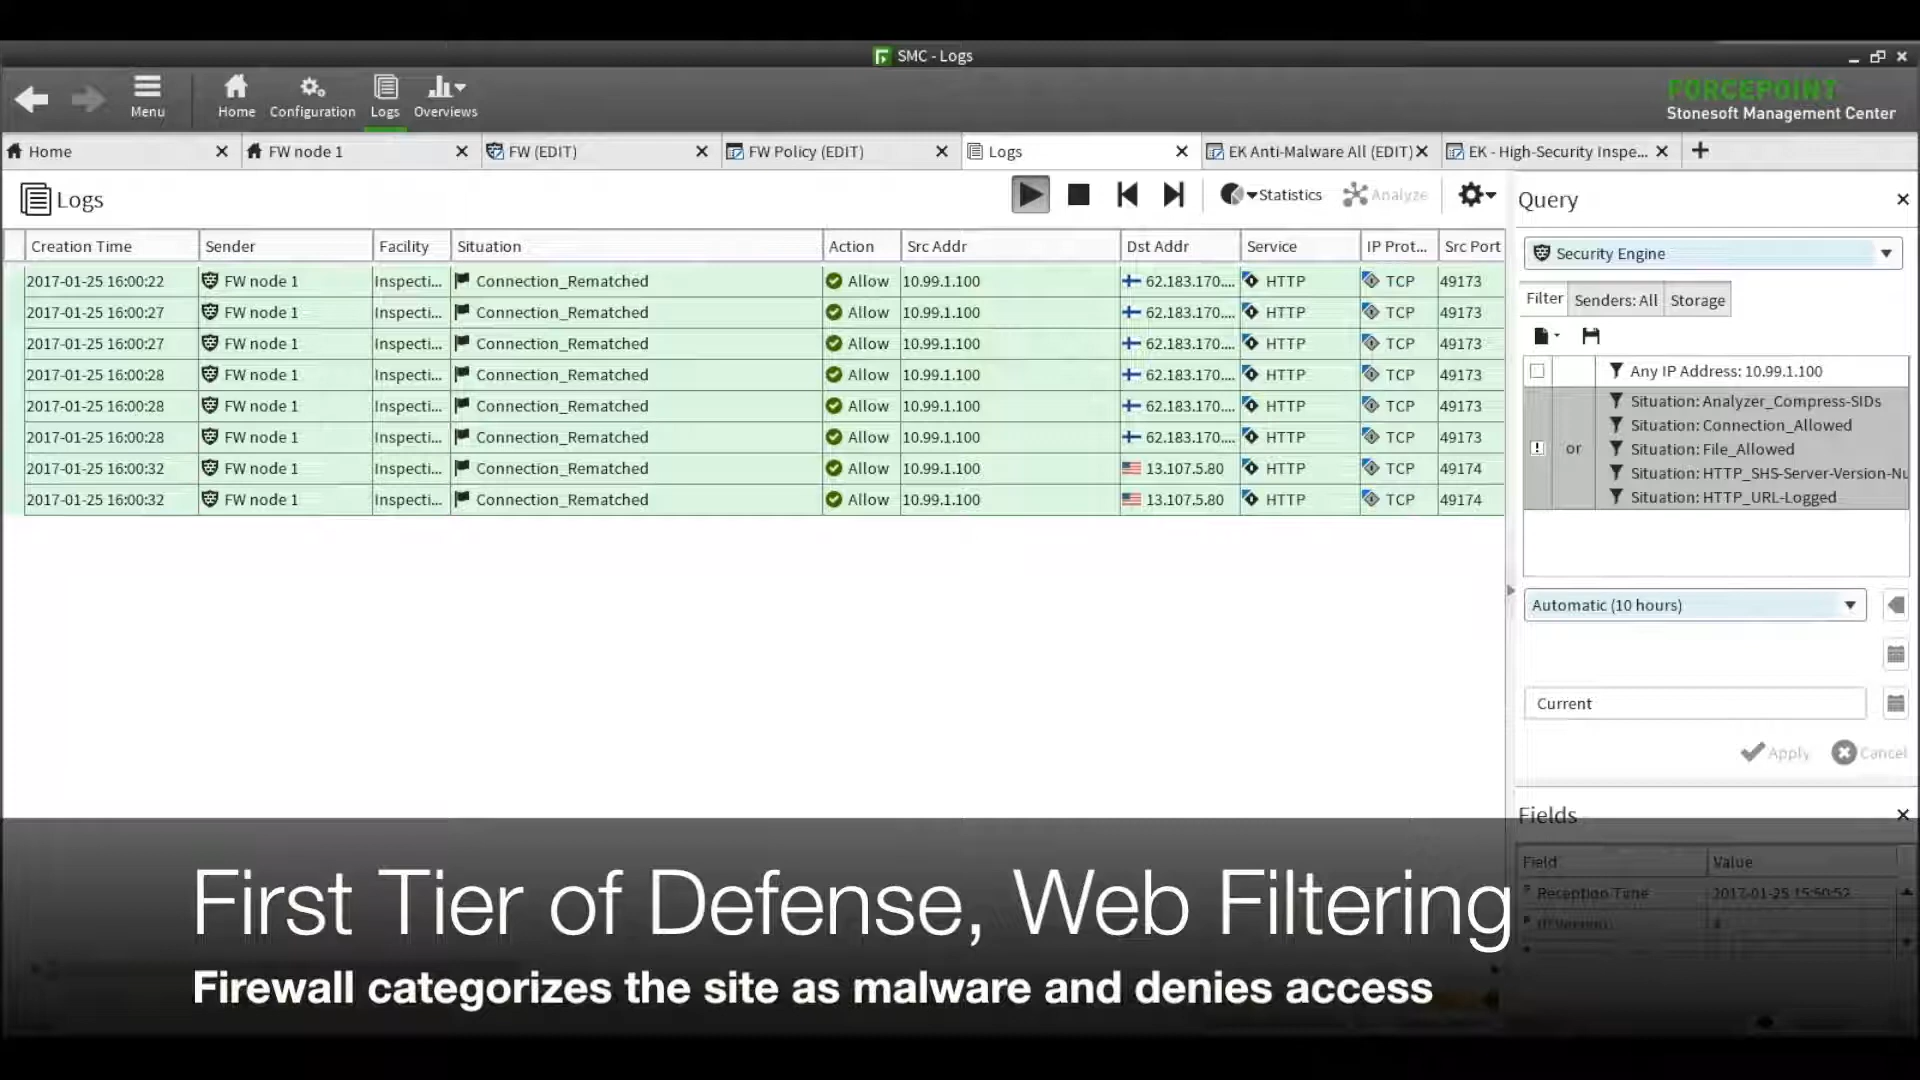 SMC - Logs
Menu
Home
Configuration
Logs
Overviews
FORCEPOINT
Stonesoft Management Center
Home
FW node 1
FW (EDIT)
FW Policy (EDIT)
Logs
EK Anti-Malware All (EDIT)
EK - High-Security Inspe...
Logs
Statistics
Analyze
Creation Time Sender Facility Situation Action Src Addr Dst Addr Service IP Prot... Src Port
2017-01-25 16:00:22 FW node 1 Inspecti... Connection_Rematched Allow 10.99.1.100 62.183.170.... HTTP TCP 49173
2017-01-25 16:00:27 FW node 1 Inspecti... Connection_Rematched Allow 10.99.1.100 62.183.170.... HTTP TCP 49173
2017-01-25 16:00:27 FW node 1 Inspecti... Connection_Rematched Allow 10.99.1.100 62.183.170.... HTTP TCP 49173
2017-01-25 16:00:28 FW node 1 Inspecti... Connection_Rematched Allow 10.99.1.100 62.183.170.... HTTP TCP 49173
2017-01-25 16:00:28 FW node 1 Inspecti... Connection_Rematched Allow 10.99.1.100 62.183.170.... HTTP TCP 49173
2017-01-25 16:00:28 FW node 1 Inspecti... Connection_Rematched Allow 10.99.1.100 62.183.170.... HTTP TCP 49173
2017-01-25 16:00:32 FW node 1 Inspecti... Connection_Rematched Allow 10.99.1.100 13.107.5.80 HTTP TCP 49174
2017-01-25 16:00:32 FW node 1 Inspecti... Connection_Rematched Allow 10.99.1.100 13.107.5.80 HTTP TCP 49174
Query
Security Engine
Filter Senders: All Storage
Any IP Address: 10.99.1.100
or
Situation: Analyzer_Compress-SIDs
Situation: Connection_Allowed
Situation: File_Allowed
Situation: HTTP_SHS-Server-Version-Nu
Situation: HTTP_URL-Logged
Automatic (10 hours)
Current
Apply Cancel
Fields
Field Value
Reception Time 2017-01-25 15:50:52
First Tier of Defense, Web Filtering
Firewall categorizes the site as malware and denies access